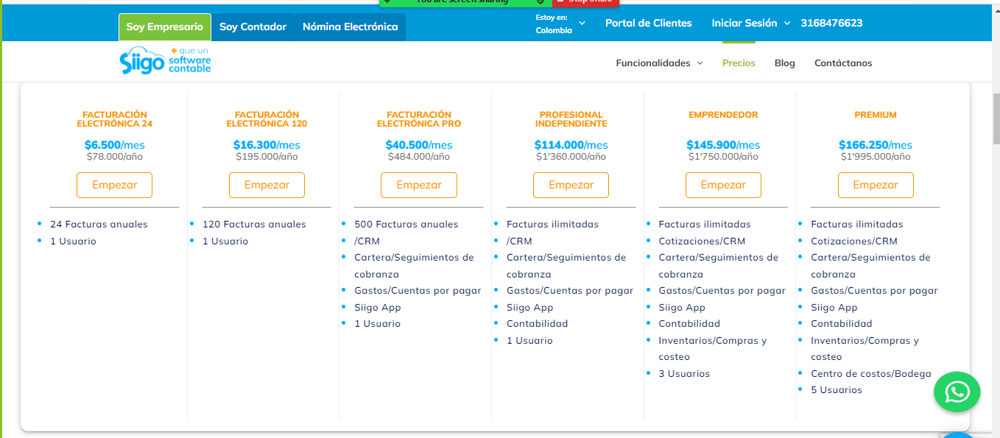 You are screen sharing
Stop Share
Soy Empresario
Soy Contador
Nómina Electrónica
Estoy en:
Colombia
Portal de Clientes
Iniciar Sesión
3168476623
Siigo
+ que un
software
contable
Funcionalidades
Precios
Blog
Contáctanos
FACTURACIÓN
ELECTRÓNICA 24
$6.500/mes
$78.000/año
Empezar
24 Facturas anuales
1 Usuario
FACTURACIÓN
ELECTRÓNICA 120
$16.300/mes
$195.000/año
Empezar
120 Facturas anuales
1 Usuario
FACTURACIÓN
ELECTRÓNICA PRO
$40.500/mes
$484.000/año
Empezar
500 Facturas anuales
/CRM
Cartera/Seguimientos de
cobranza
Gastos/Cuentas por pagar
Siigo App
1 Usuario
PROFESIONAL
INDEPENDIENTE
$114.000/mes
$1'360.000/año
Empezar
Facturas ilimitadas
/CRM
Cartera/Seguimientos de
cobranza
Gastos/Cuentas por pagar
Siigo App
Contabilidad
1 Usuario
EMPRENDEDOR
$145.900/mes
$1'750.000/año
Empezar
Facturas ilimitadas
Cotizaciones/CRM
Cartera/Seguimientos de
cobranza
Gastos/Cuentas por pagar
Siigo App
Contabilidad
Inventarios/Compras y
costeo
3 Usuarios
PREMIUM
$166.250/mes
$1'995.000/año
Empezar
Facturas ilimitadas
Cotizaciones/CRM
Cartera/Seguimientos de
cobranza
Gastos/Cuentas por pagar
Siigo App
Contabilidad
Inventarios/Compras y
costeo
Centro de costos/Bodega
5 Usuarios